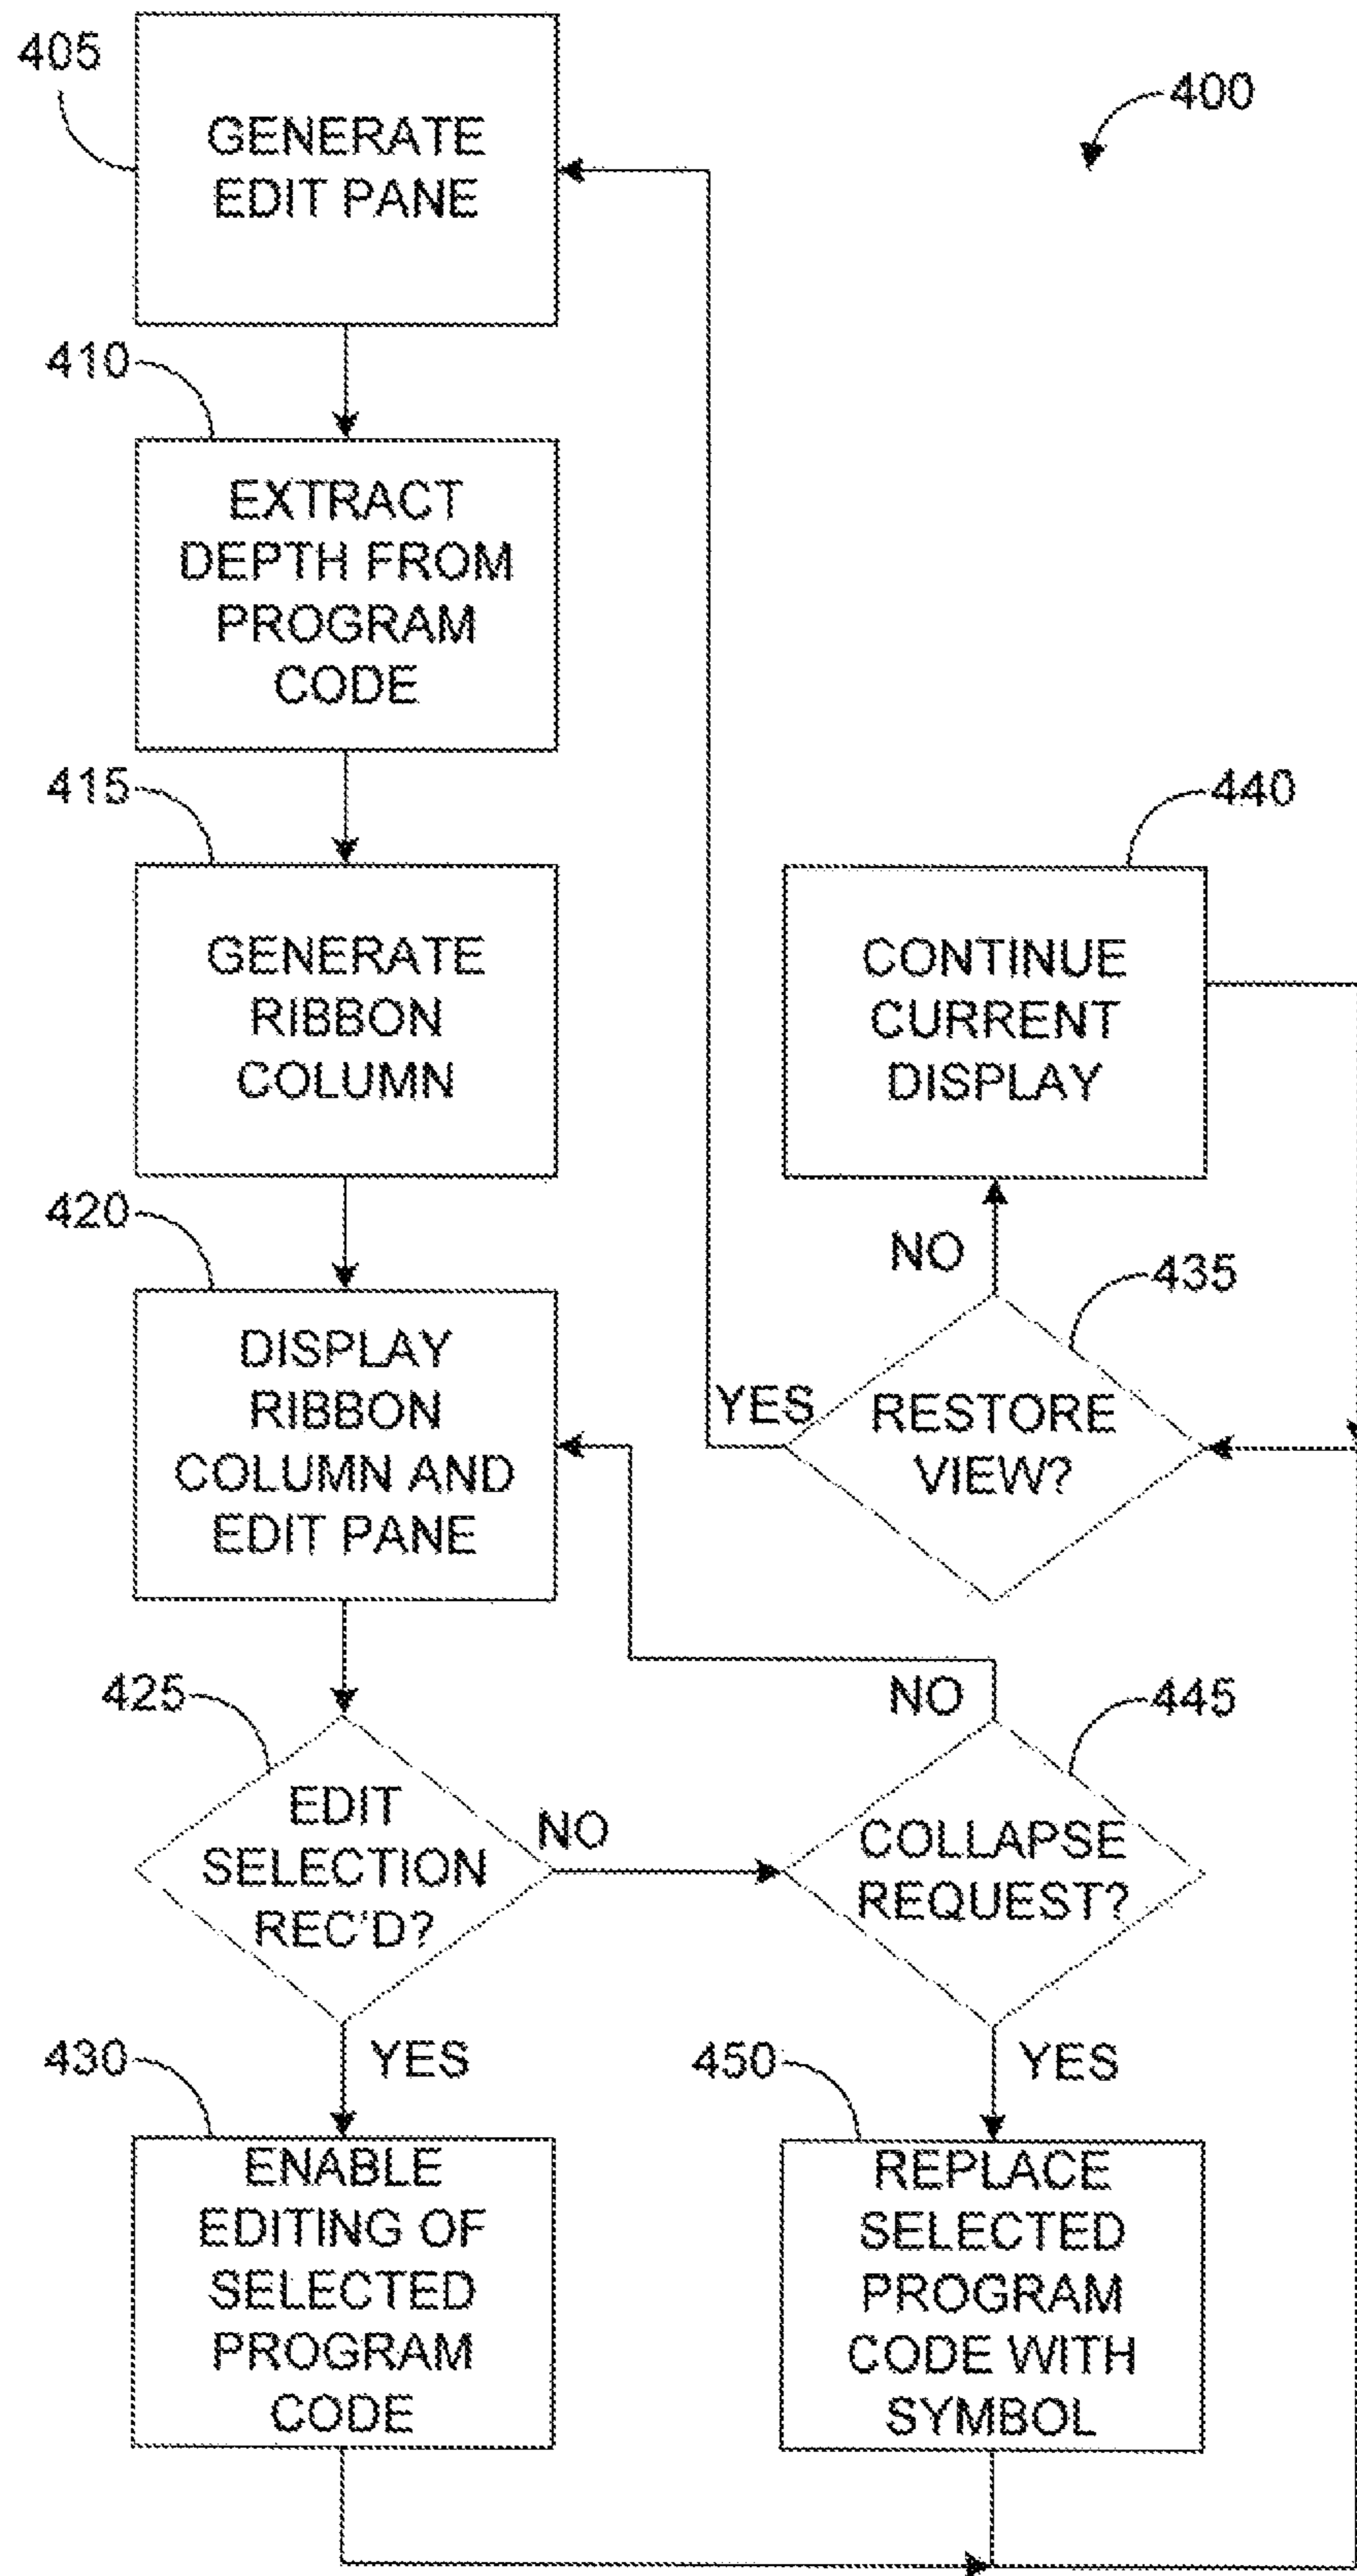 405
GENERATE
EDIT PANE
400
410
EXTRACT
DEPTH FROM
PROGRAM
CODE
415
GENERATE
RIBBON
COLUMN
440
CONTINUE
CURRENT
DISPLAY
420
DISPLAY
RIBBON
COLUMN AND
EDIT PANE
NO
435
YES
RESTORE
VIEW?
425
EDIT
SELECTION
REC'D?
NO
NO
445
COLLAPSE
REQUEST?
430
YES
ENABLE
EDITING OF
SELECTED
PROGRAM
CODE
450
YES
REPLACE
SELECTED
PROGRAM
CODE WITH
SYMBOL